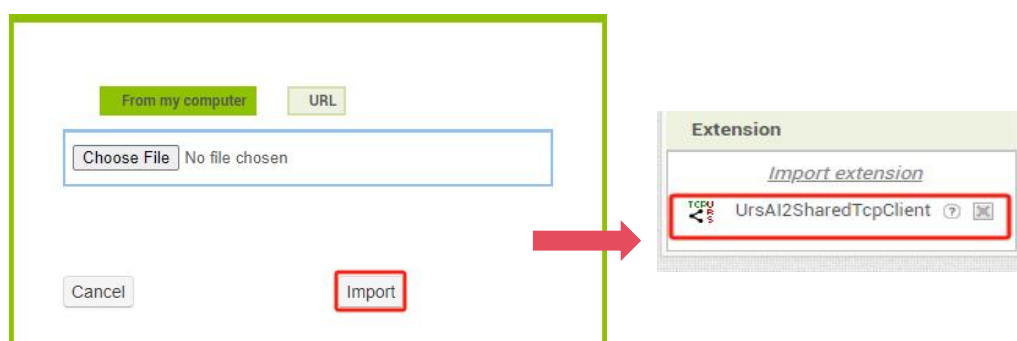 From my computer
URL
Choose File No file chosen
Cancel
Import
Extension
Import extension
TCPU
R
S
UrsAI2SharedTcpClient ?